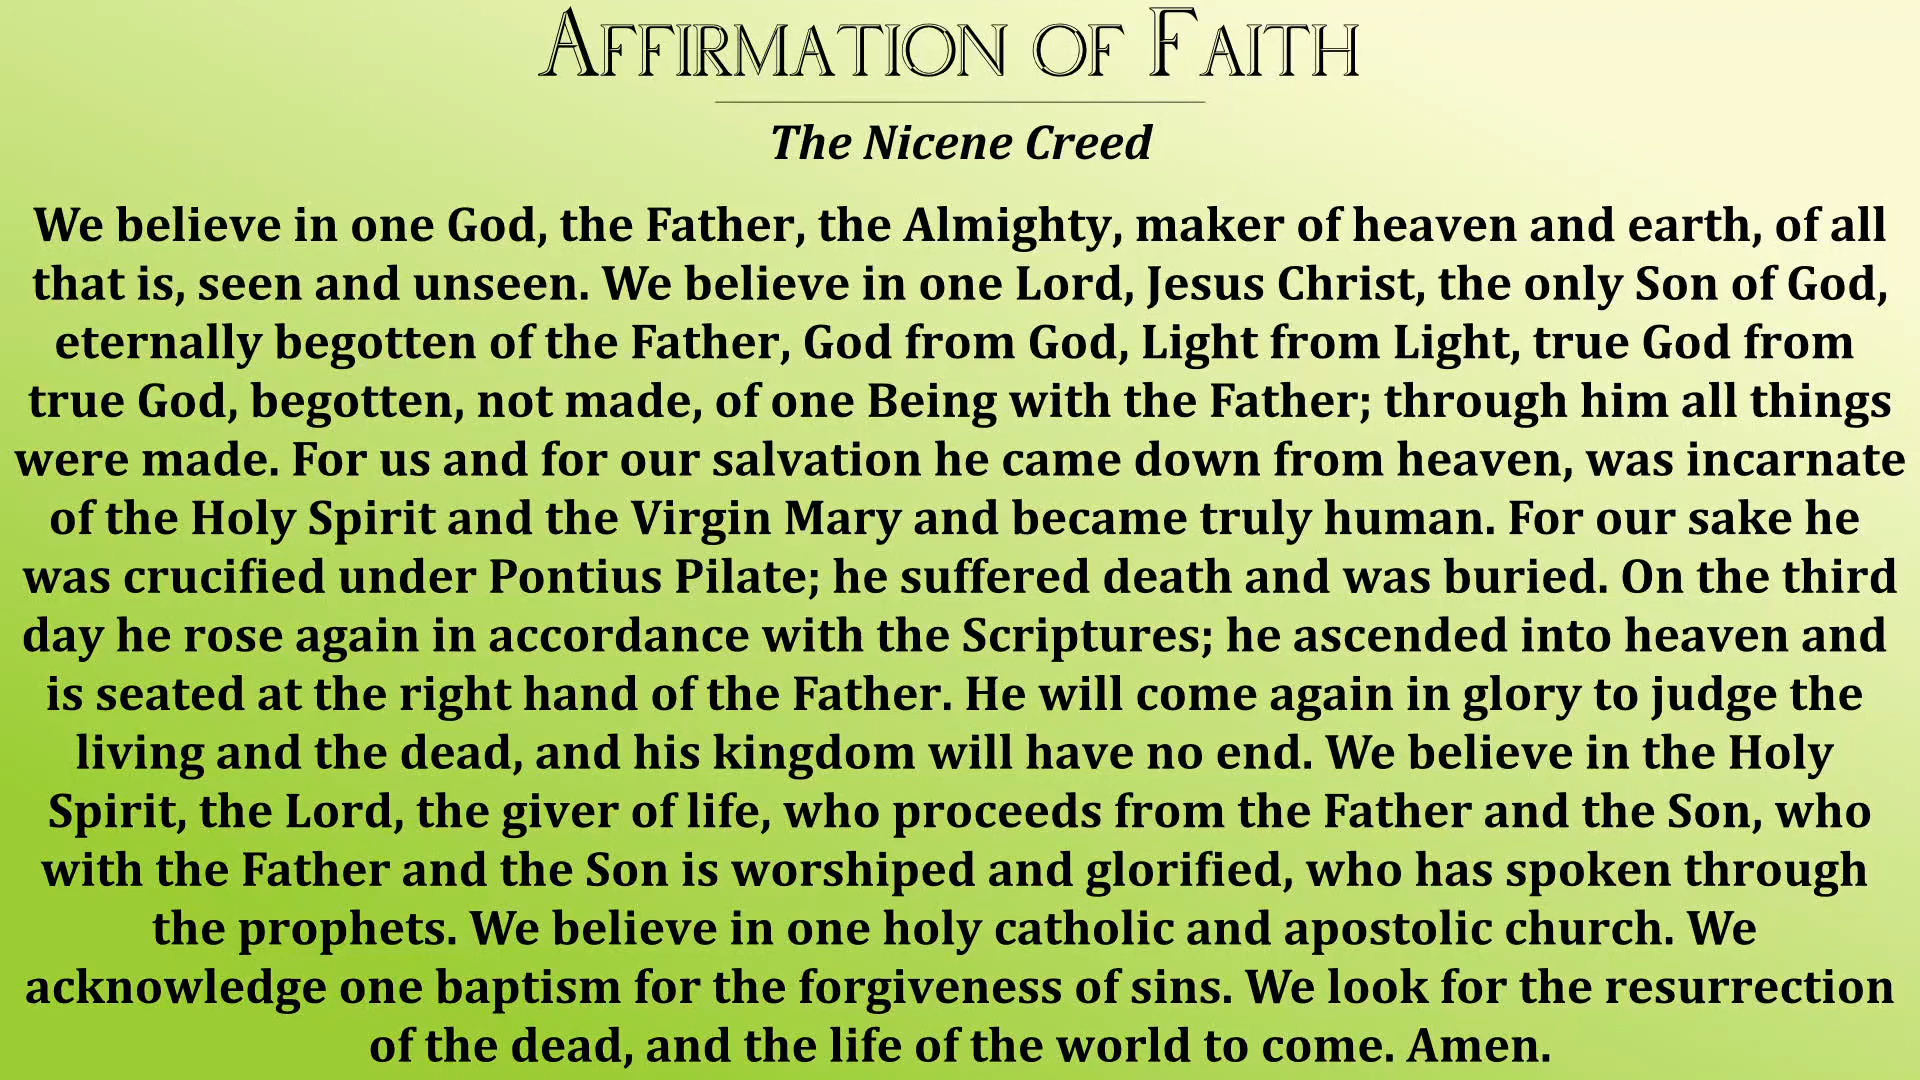 AFFIRMATION OF FAITH
The Nicene Creed
We believe in one God, the Father, the Almighty, maker of heaven and earth, of all
that is, seen and unseen. We believe in one Lord, Jesus Christ, the only Son of God,
eternally begotten of the Father, God from God, Light from Light, true God from
true God, begotten, not made, of one Being with the Father; through him all things
were made. For us and for our salvation he came down from heaven, was incarnate
of the Holy Spirit and the Virgin Mary and became truly human. For our sake he
was crucified under Pontius Pilate; he suffered death and was buried. On the third
day he rose again in accordance with the Scriptures; he ascended into heaven and
is seated at the right hand of the Father. He will come again in glory to judge the
living and the dead, and his kingdom will have no end. We believe in the Holy
Spirit, the Lord, the giver of life, who proceeds from the Father and the Son, who
with the Father and the Son is worshiped and glorified, who has spoken through
the prophets. We believe in one holy catholic and apostolic church. We
acknowledge one baptism for the forgiveness of sins. We look for the resurrection
of the dead, and the life of the world to come. Amen.